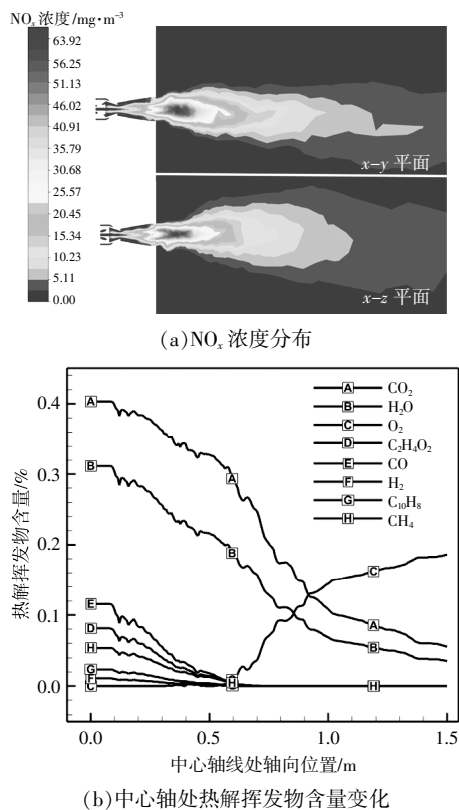 NOₓ 浓度/mg·m⁻³
63.92
56.25
51.13
46.02
40.91
35.79
30.68
25.57
20.45
15.34
10.23
5.11
0.00
x-y 平面
x-z 平面
(a)NOₓ 浓度分布
热解挥发物含量/%
0.4
0.3
0.2
0.1
0.0
A CO₂
B H₂O
C O₂
D C₂H₄O₂
E CO
F H₂
G C₁₀H₈
H CH₄
A
B
E
D
H
G
F
C
A
B
H
C
A
B
H
0.0 0.5 1.0 1.5
中心轴线处轴向位置/m
(b)中心轴处热解挥发物含量变化